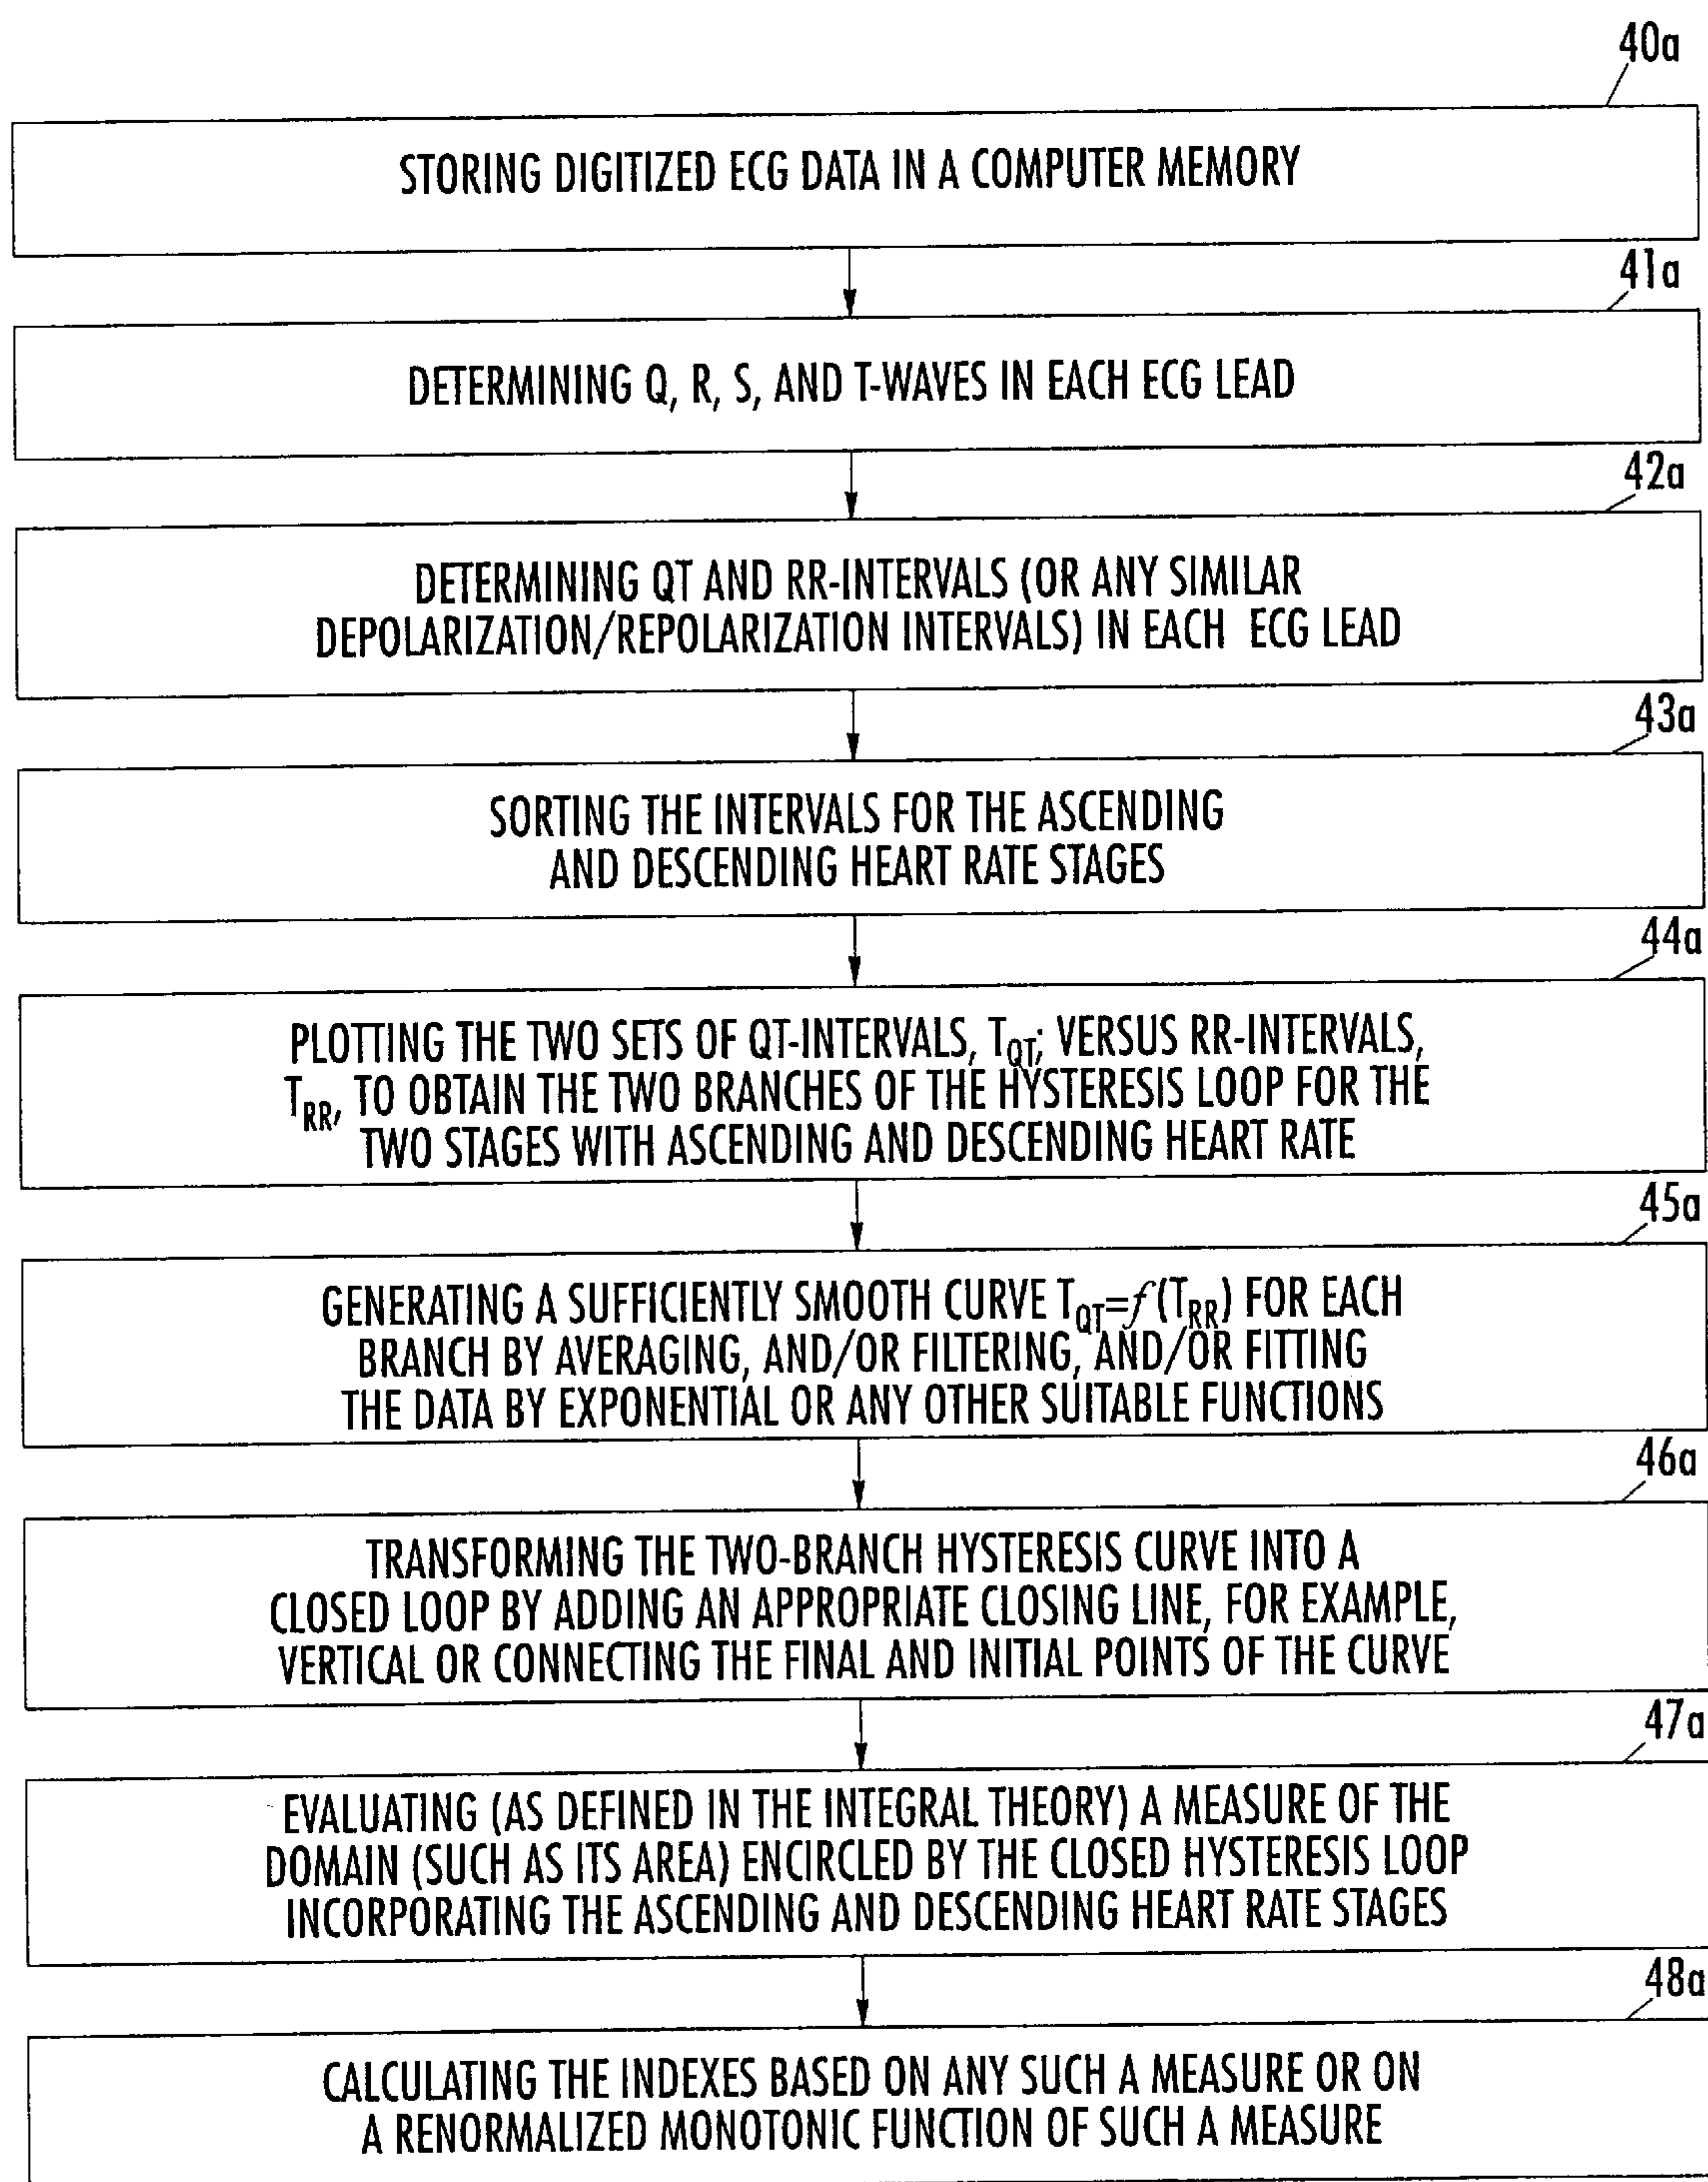 40a
STORING DIGITIZED ECG DATA IN A COMPUTER MEMORY
41a
DETERMINING Q, R, S, AND T-WAVES IN EACH ECG LEAD
42a
DETERMINING QT AND RR-INTERVALS (OR ANY SIMILAR
DEPOLARIZATION/REPOLARIZATION INTERVALS) IN EACH ECG LEAD
43a
SORTING THE INTERVALS FOR THE ASCENDING
AND DESCENDING HEART RATE STAGES
44a
PLOTTING THE TWO SETS OF QT-INTERVALS, T_QT; VERSUS RR-INTERVALS,
T_RR, TO OBTAIN THE TWO BRANCHES OF THE HYSTERESIS LOOP FOR THE
TWO STAGES WITH ASCENDING AND DESCENDING HEART RATE
45a
GENERATING A SUFFICIENTLY SMOOTH CURVE T_QT=f(T_RR) FOR EACH
BRANCH BY AVERAGING, AND/OR FILTERING, AND/OR FITTING
THE DATA BY EXPONENTIAL OR ANY OTHER SUITABLE FUNCTIONS
46a
TRANSFORMING THE TWO-BRANCH HYSTERESIS CURVE INTO A
CLOSED LOOP BY ADDING AN APPROPRIATE CLOSING LINE, FOR EXAMPLE,
VERTICAL OR CONNECTING THE FINAL AND INITIAL POINTS OF THE CURVE
47a
EVALUATING (AS DEFINED IN THE INTEGRAL THEORY) A MEASURE OF THE
DOMAIN (SUCH AS ITS AREA) ENCIRCLED BY THE CLOSED HYSTERESIS LOOP
INCORPORATING THE ASCENDING AND DESCENDING HEART RATE STAGES
48a
CALCULATING THE INDEXES BASED ON ANY SUCH A MEASURE OR ON
A RENORMALIZED MONOTONIC FUNCTION OF SUCH A MEASURE